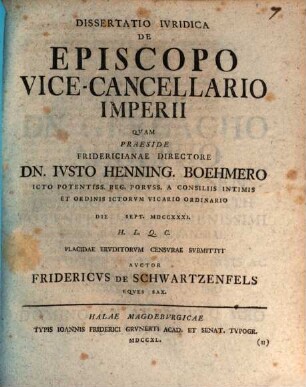 7
DISSERTATIO IVRIDICA
DE
EPISCOPO
VICE-CANCELLARIO
IMPERII
QVAM
PRAESIDE
FRIDERICIANAE DIRECTORE
DN. IVSTO HENNING. BOEHMERO
ICTO POTENTISS. REG. PORVSS. A CONSILIIS INTIMIS
ET ORDINIS ICTORVM VICARIO ORDINARIO
DIE SEPT. MDCCXXXI.
H. L. Q. C.
PLACIDAE ERVDITORVM CENSVRAE SVBMITTIT
AVCTOR
FRIDERICVS DE SCHWARTZENFELS
EQVES SAX.
HALAE MAGDEBVRGICAE
TYPIS IOANNIS FRIDERICI GRVNERTI ACAD. ET SENAT. TYPOGR.
MDCCXL. (11)